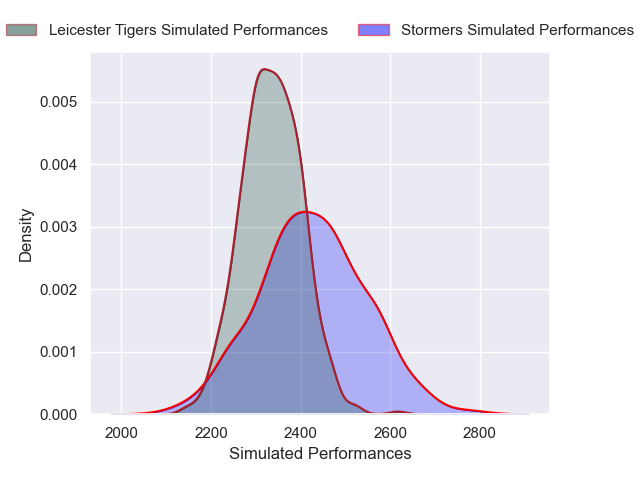 Leicester Tigers Simulated Performances Stormers Simulated Performances
0.005
0.004
0.003
0.002
0.001
0.000
Density
2000 2200 2400 2600 2800
Simulated Performances